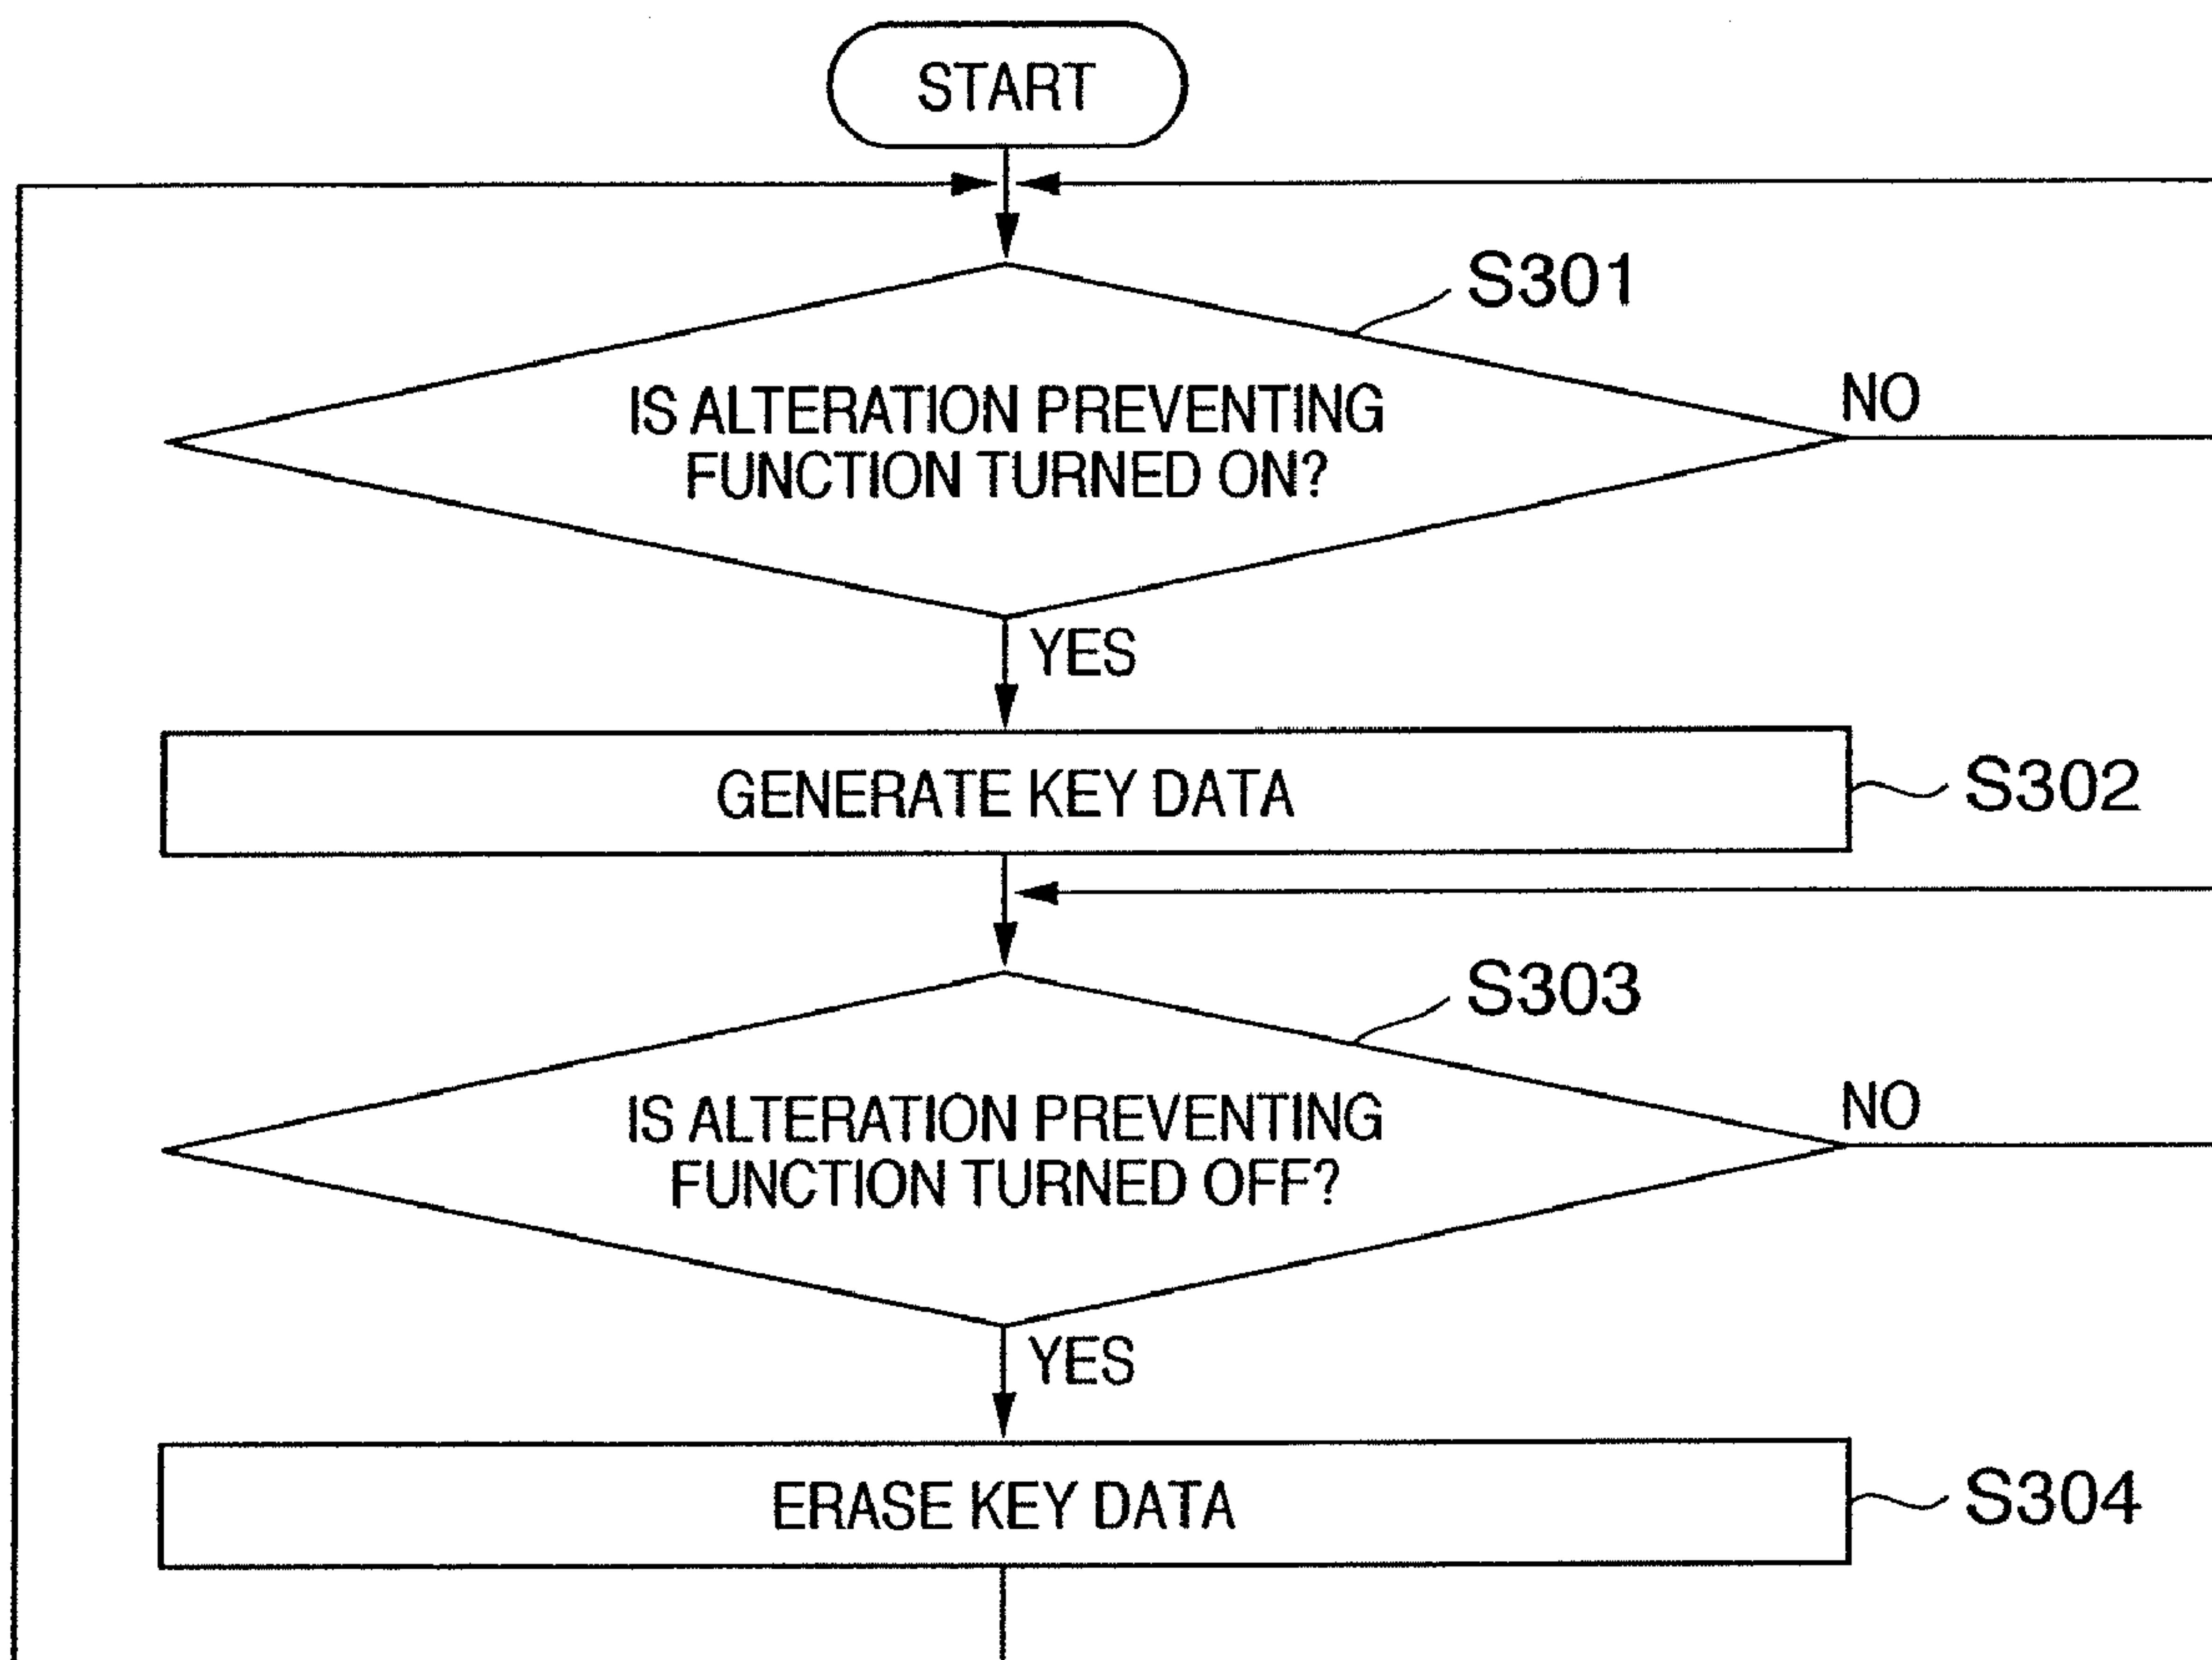 START
S301
IS ALTERATION PREVENTING
FUNCTION TURNED ON?
NO
YES
GENERATE KEY DATA
S302
S303
IS ALTERATION PREVENTING
FUNCTION TURNED OFF?
NO
YES
ERASE KEY DATA
S304